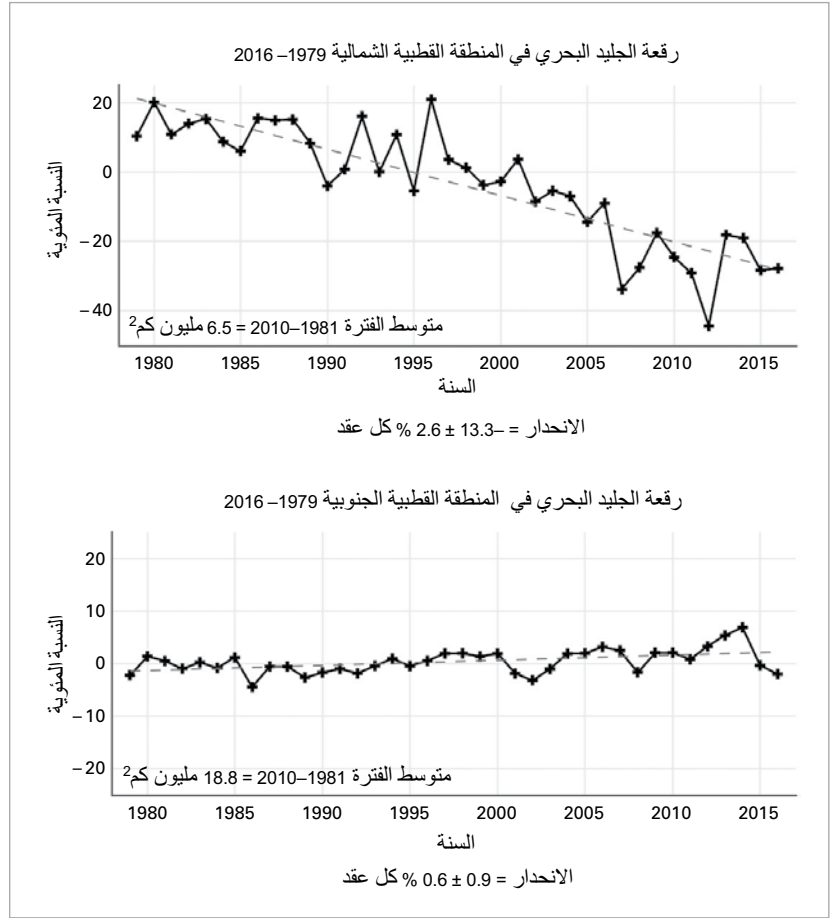 رقعة الجليد البحري في المنطقة القطبية الشمالية 1979–2016
النسبة المئوية
20
0
–20
–40
متوسط الفترة 1981–2010 = 6.5 مليون كم²
1980 1985 1990 1995 2000 2005 2010 2015
السنة
الانحدار = –13.3 ± 2.6 % كل عقد
رقعة الجليد البحري في المنطقة القطبية الجنوبية 1979–2016
النسبة المئوية
20
10
0
–10
–20
متوسط الفترة 1981–2010 = 18.8 مليون كم²
1980 1985 1990 1995 2000 2005 2010 2015
السنة
الانحدار = 0.9 ± 0.6 % كل عقد